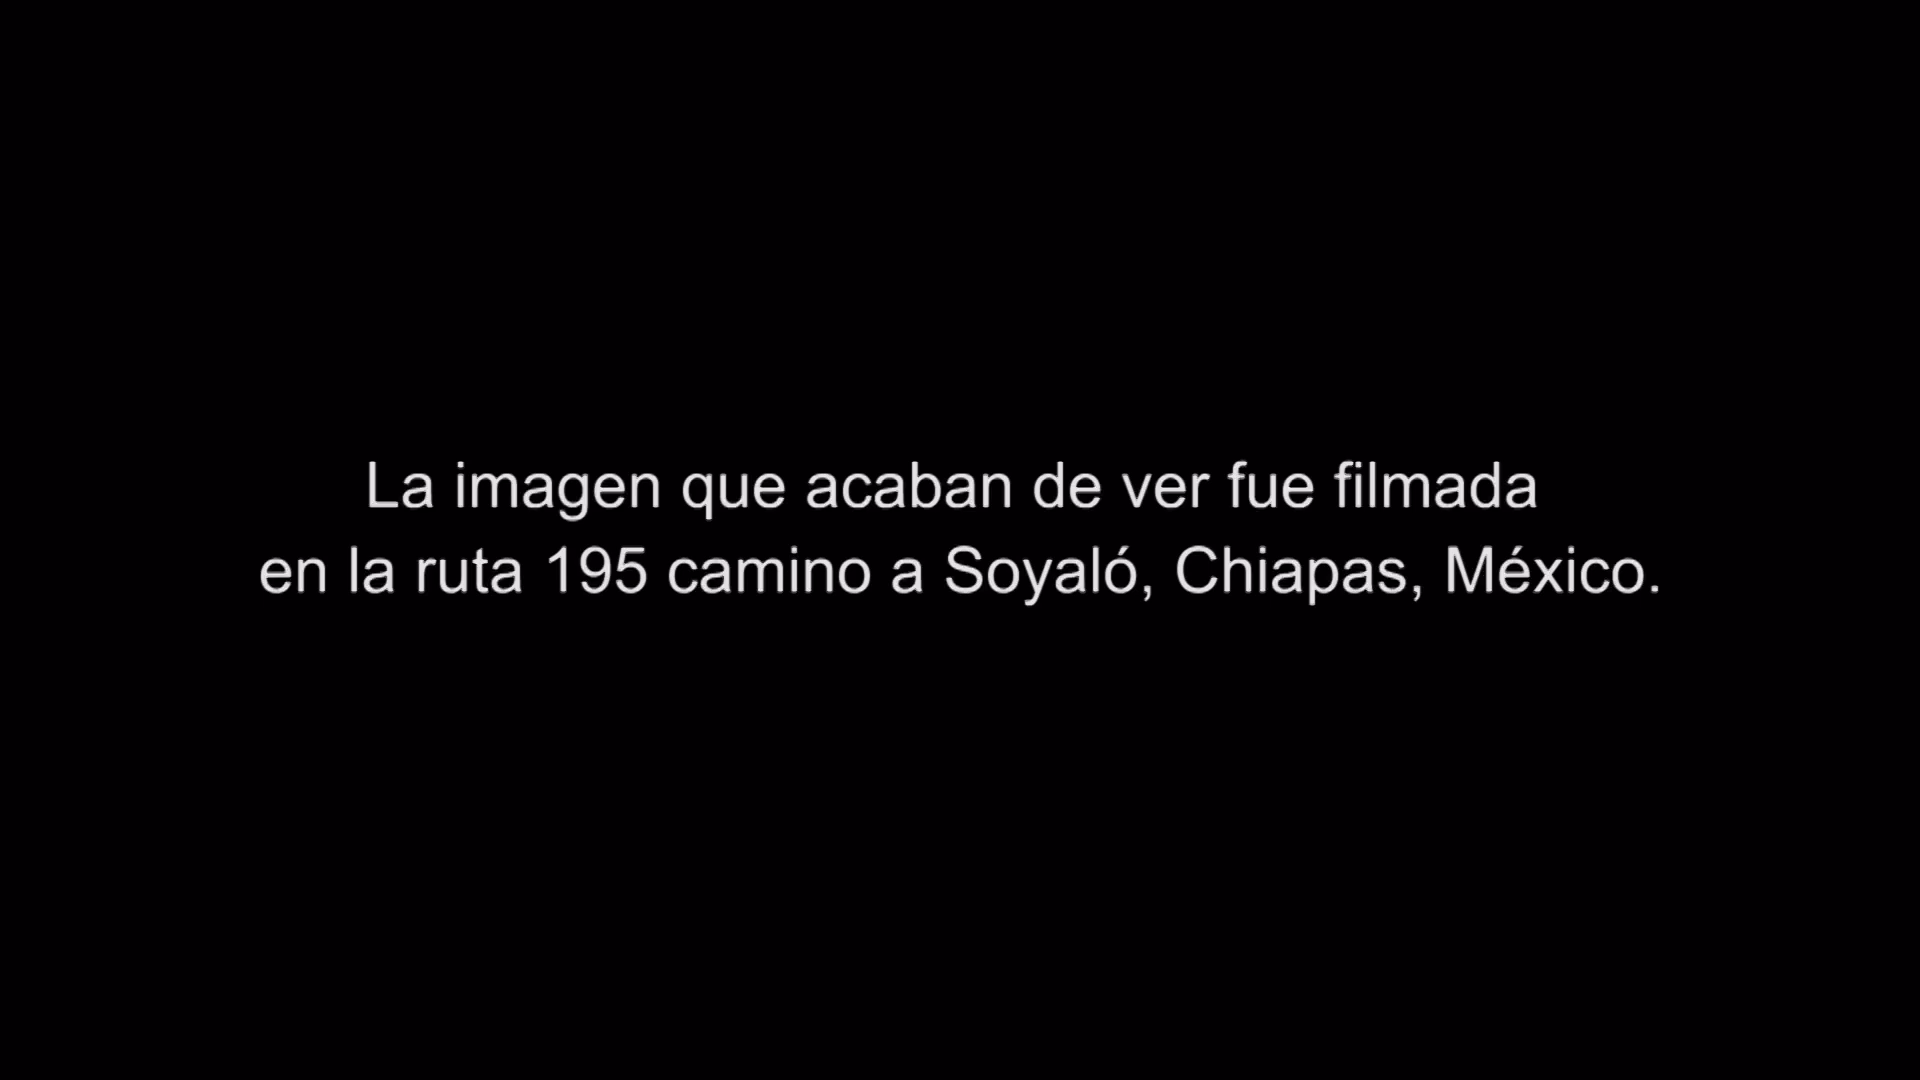 La imagen que acaban de ver fue filmada
en la ruta 195 camino a Soyaló, Chiapas, México.